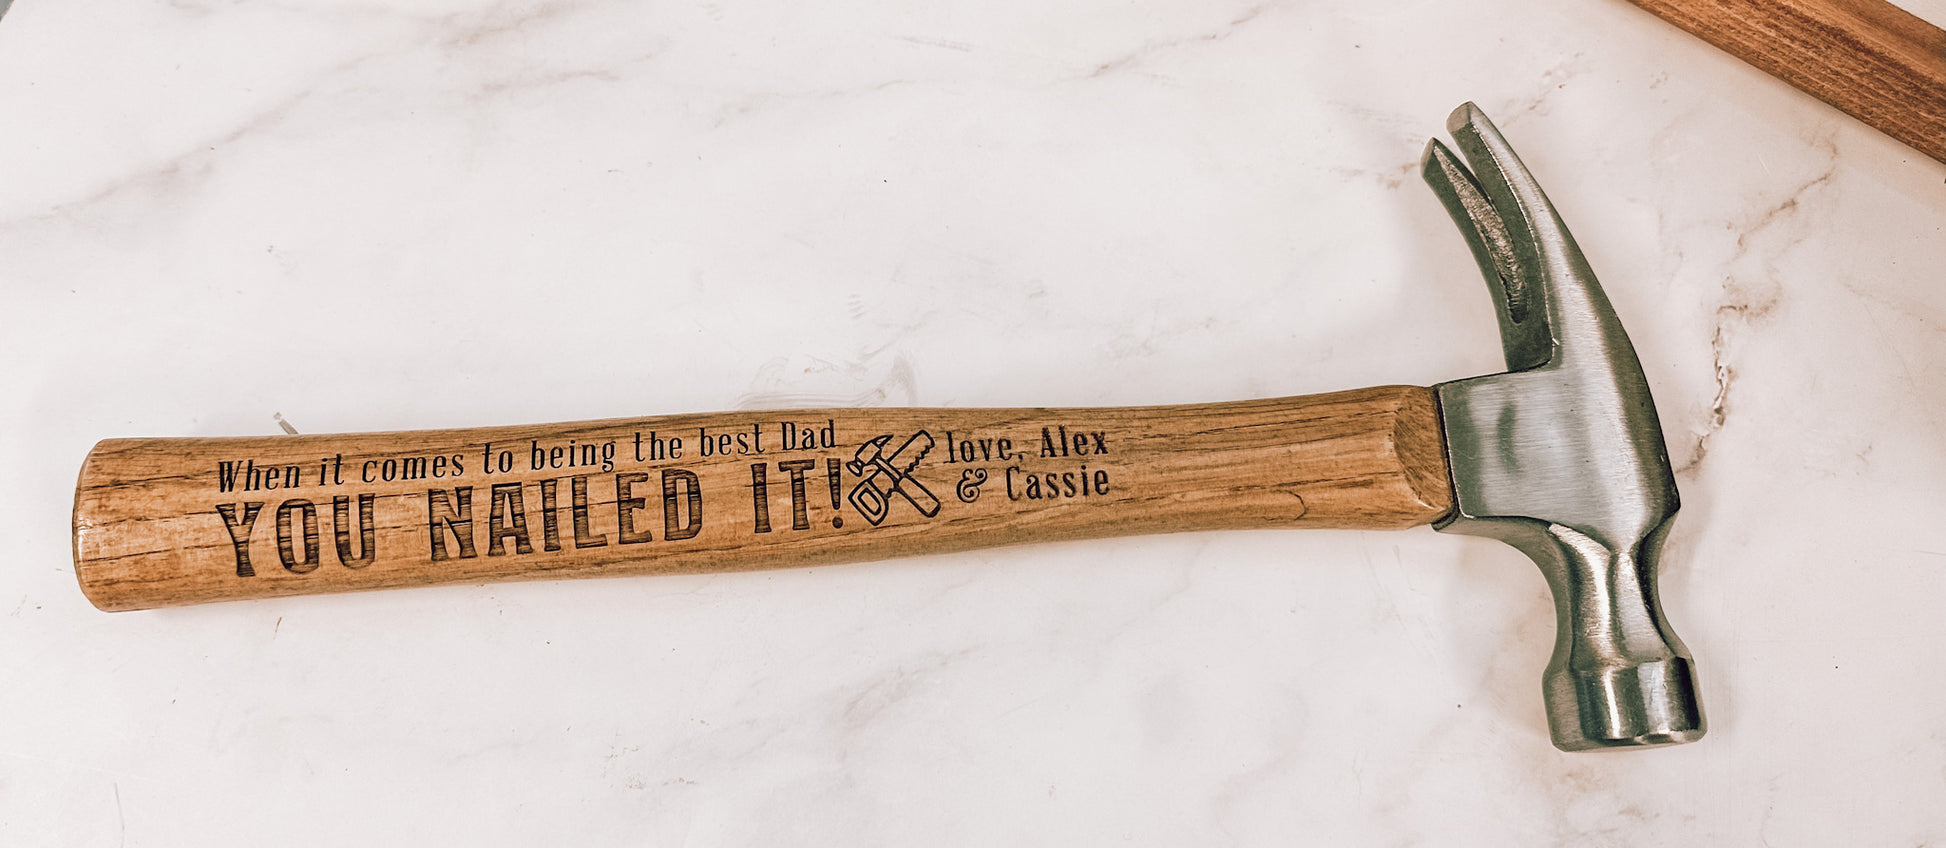 When it comes to being the best Dad
YOU NAILED IT!
love, Alex
& Cassie